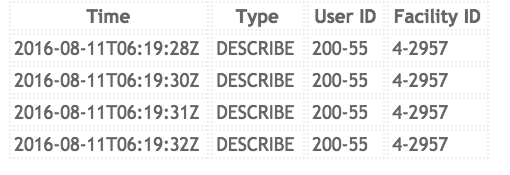 Time Type User ID Facility ID
2016-08-11T06:19:28Z DESCRIBE 200-55 4-2957
2016-08-11T06:19:30Z DESCRIBE 200-55 4-2957
2016-08-11T06:19:31Z DESCRIBE 200-55 4-2957
2016-08-11T06:19:32Z DESCRIBE 200-55 4-2957